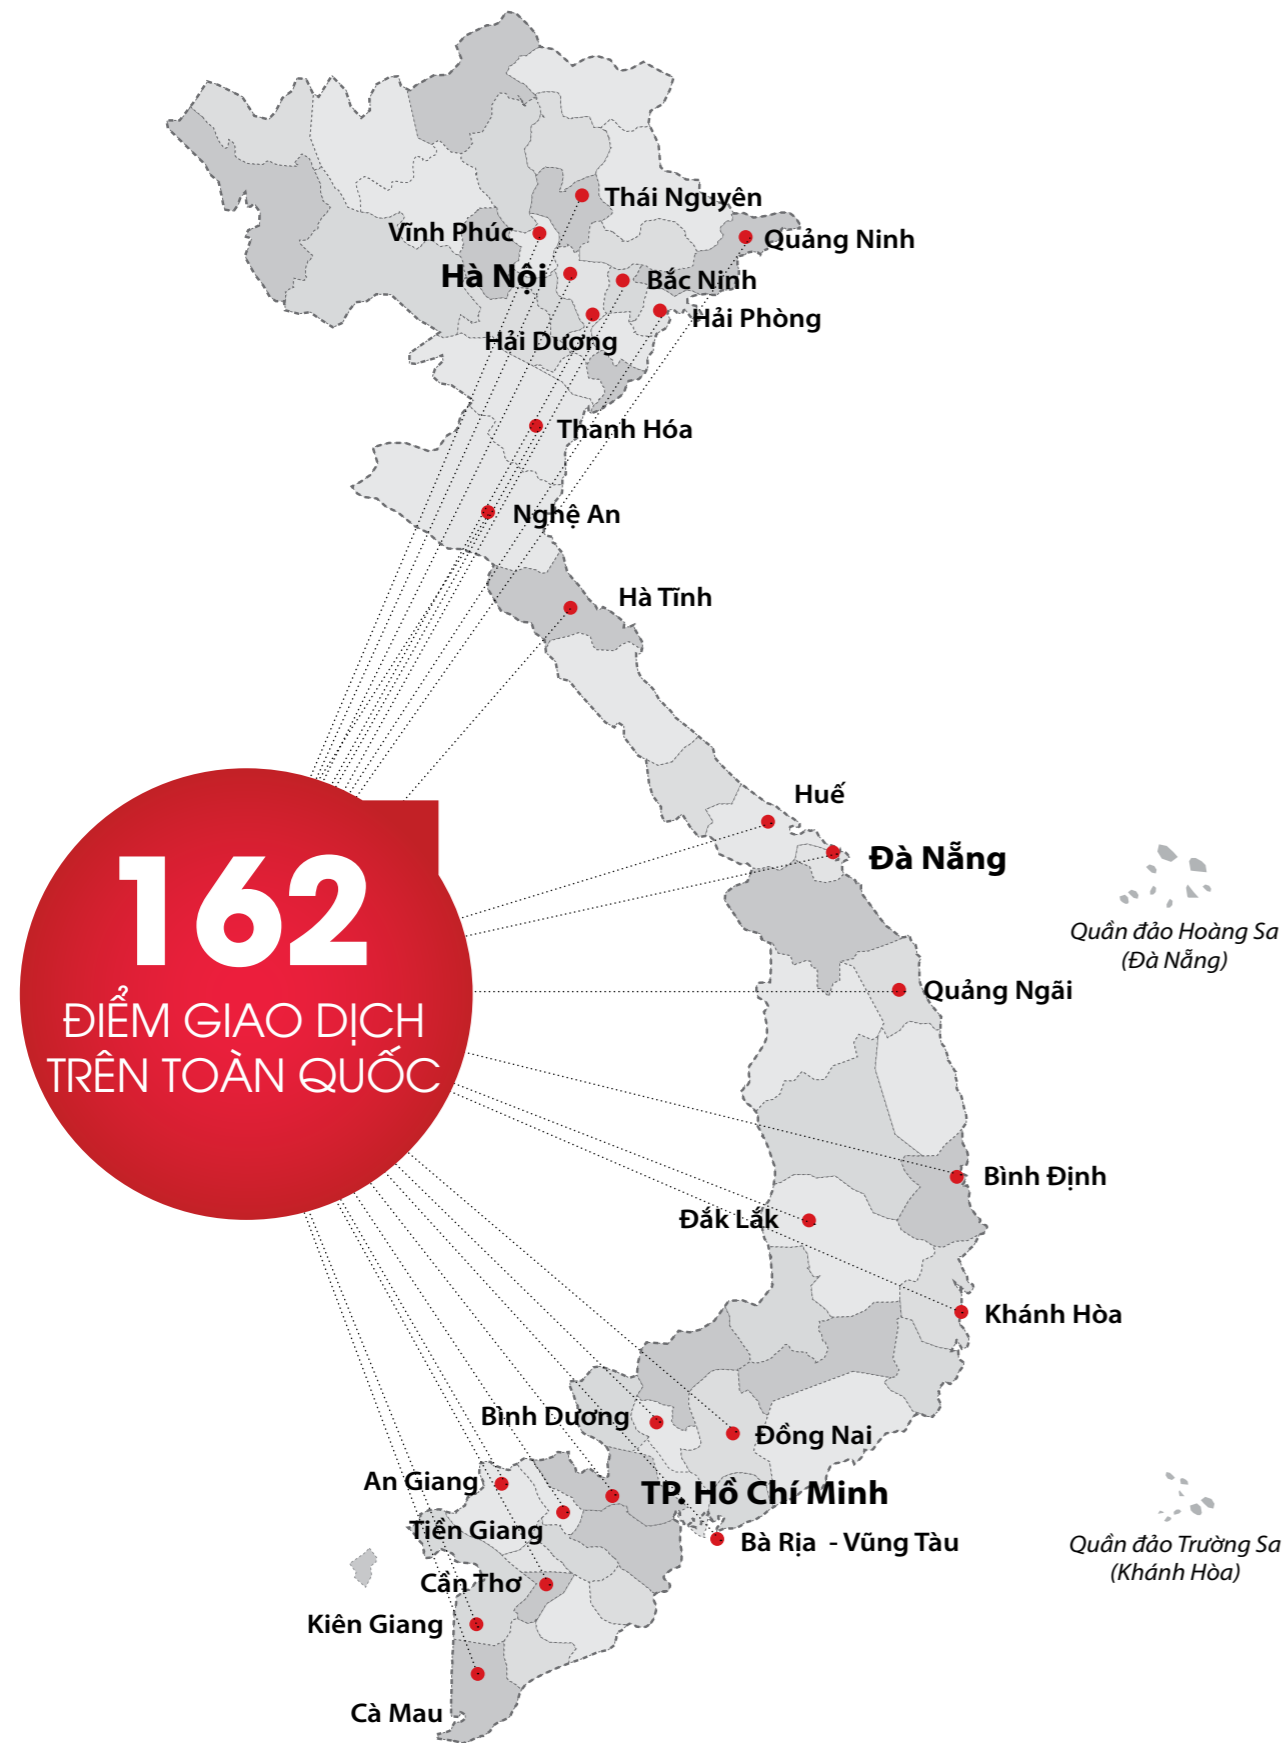 Thái Nguyên
Vĩnh Phúc
Quảng Ninh
Hà Nội
Bắc Ninh
Hải Phòng
Hải Dương
Thanh Hóa
Nghệ An
Hà Tĩnh
Huế
Đà Nẵng
162
ĐIỂM GIAO DỊCH
TRÊN TOÀN QUỐC
Quần đảo Hoàng Sa
(Đà Nẵng)
Quảng Ngãi
Bình Định
Đắk Lắk
Khánh Hòa
Bình Dương
Đồng Nai
An Giang
TP. Hồ Chí Minh
Tiền Giang
Bà Rịa - Vũng Tàu
Quần đảo Trường Sa
(Khánh Hòa)
Cần Thơ
Kiên Giang
Cà Mau